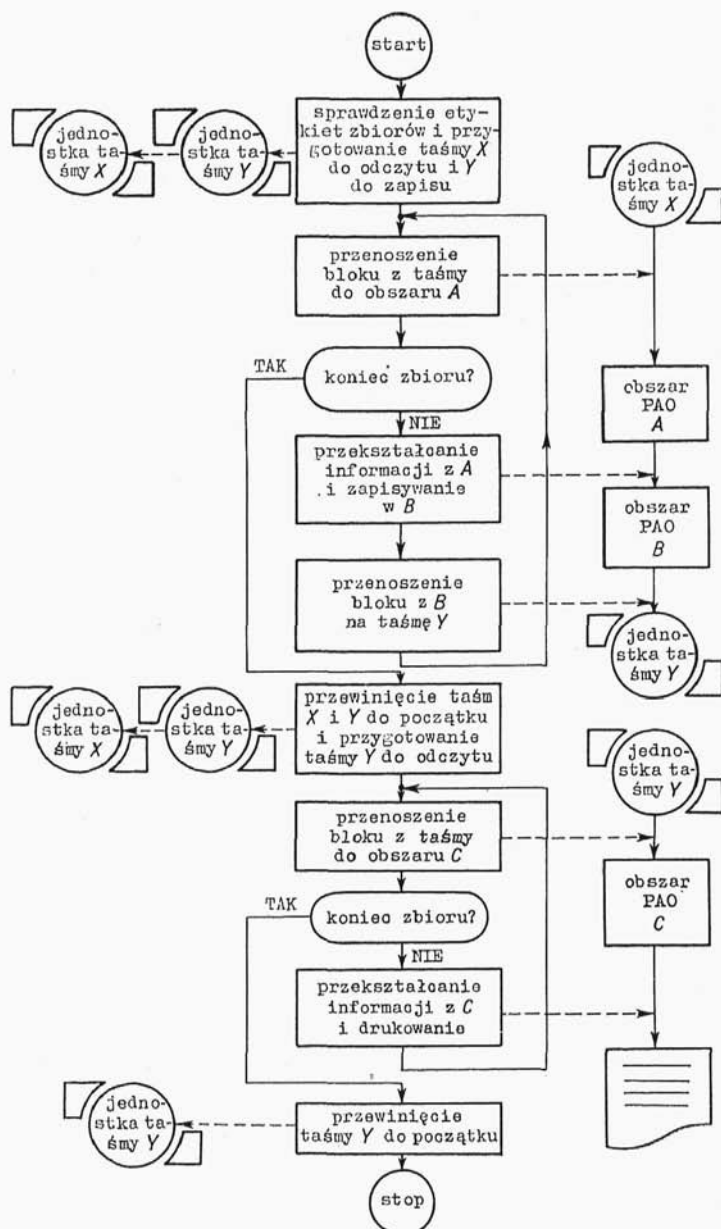 start
sprawdzenie ety-
kiet zbiorów i przy-
gotowanie taśmy X
do odczytu i Y
do zapisu
jedno-
stka ta-
śmy X
jedno-
stka ta-
śmy Y
jedno-
stka ta-
śmy X
przenoszenie
bloku z taśmy
do obszaru A
TAK
koniec zbioru?
NIE
obszar
PAO
A
przekształcanie
informacji z A
i zapisywanie
w B
obszar
PAO
B
przenoszenie
bloku z B
na taśmę Y
jedno-
stka ta-
śmy Y
jedno-
stka ta-
śmy X
jedno-
stka ta-
śmy Y
przewinięcie taśm
X i Y do początku
i przygotowanie
taśmy Y do odczytu
jedno-
stka ta-
śmy Y
przenoszenie
bloku z taśmy
do obszaru C
TAK
koniec zbioru?
NIE
obszar
PAO
C
przekształcanie
informacji z C
i drukowanie
jedno-
stka ta-
śmy Y
przewinięcie
taśmy Y do początku
stop